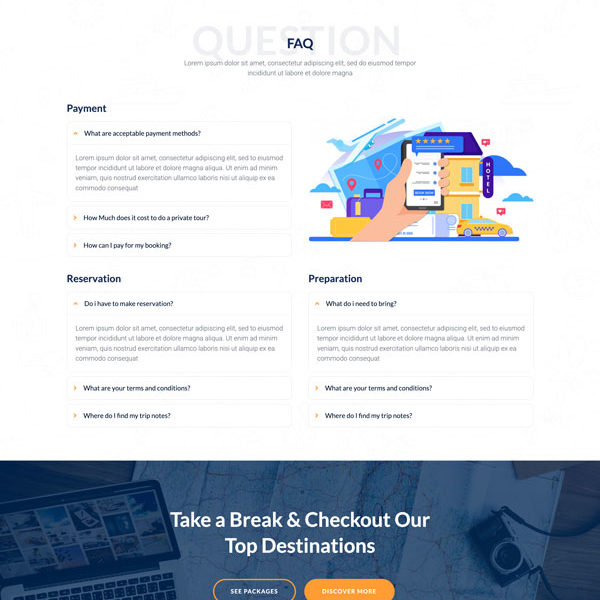 QUESTION
FAQ
Lorem ipsum dolor sit amet, consectetur adipiscing elit, sed do eiusmod tempor
incididunt ut labore et dolore magna
Payment
What are acceptable payment methods?
Lorem ipsum dolor sit amet, consectetur adipiscing elit, sed do
eiusmod tempor incididunt ut labore et dolore magna aliqua. Ut enim ad minim
veniam, quis nostrud exercitation ullamco laboris nisi ut aliquip ex ea
commodo consequat
How Much does it cost to do a private tour?
How can I pay for my booking?
BOOK NOW
HOTEL
Reservation
Do i have to make reservation?
Lorem ipsum dolor sit amet, consectetur adipiscing elit, sed do eiusmod
tempor incididunt ut labore et dolore magna aliqua. Ut enim ad minim
veniam, quis nostrud exercitation ullamco laboris nisi ut aliquip ex ea
commodo consequat
What are your terms and conditions?
Where do I find my trip notes?
Preparation
What do i need to bring?
Lorem ipsum dolor sit amet, consectetur adipiscing elit, sed do eiusmod
tempor incididunt ut labore et dolore magna aliqua. Ut enim ad minim
veniam, quis nostrud exercitation ullamco laboris nisi ut aliquip ex ea
commodo consequat
What are your terms and conditions?
Where do I find my trip notes?
Take a Break & Checkout Our
Top Destinations
SEE PACKAGES
DISCOVER MORE